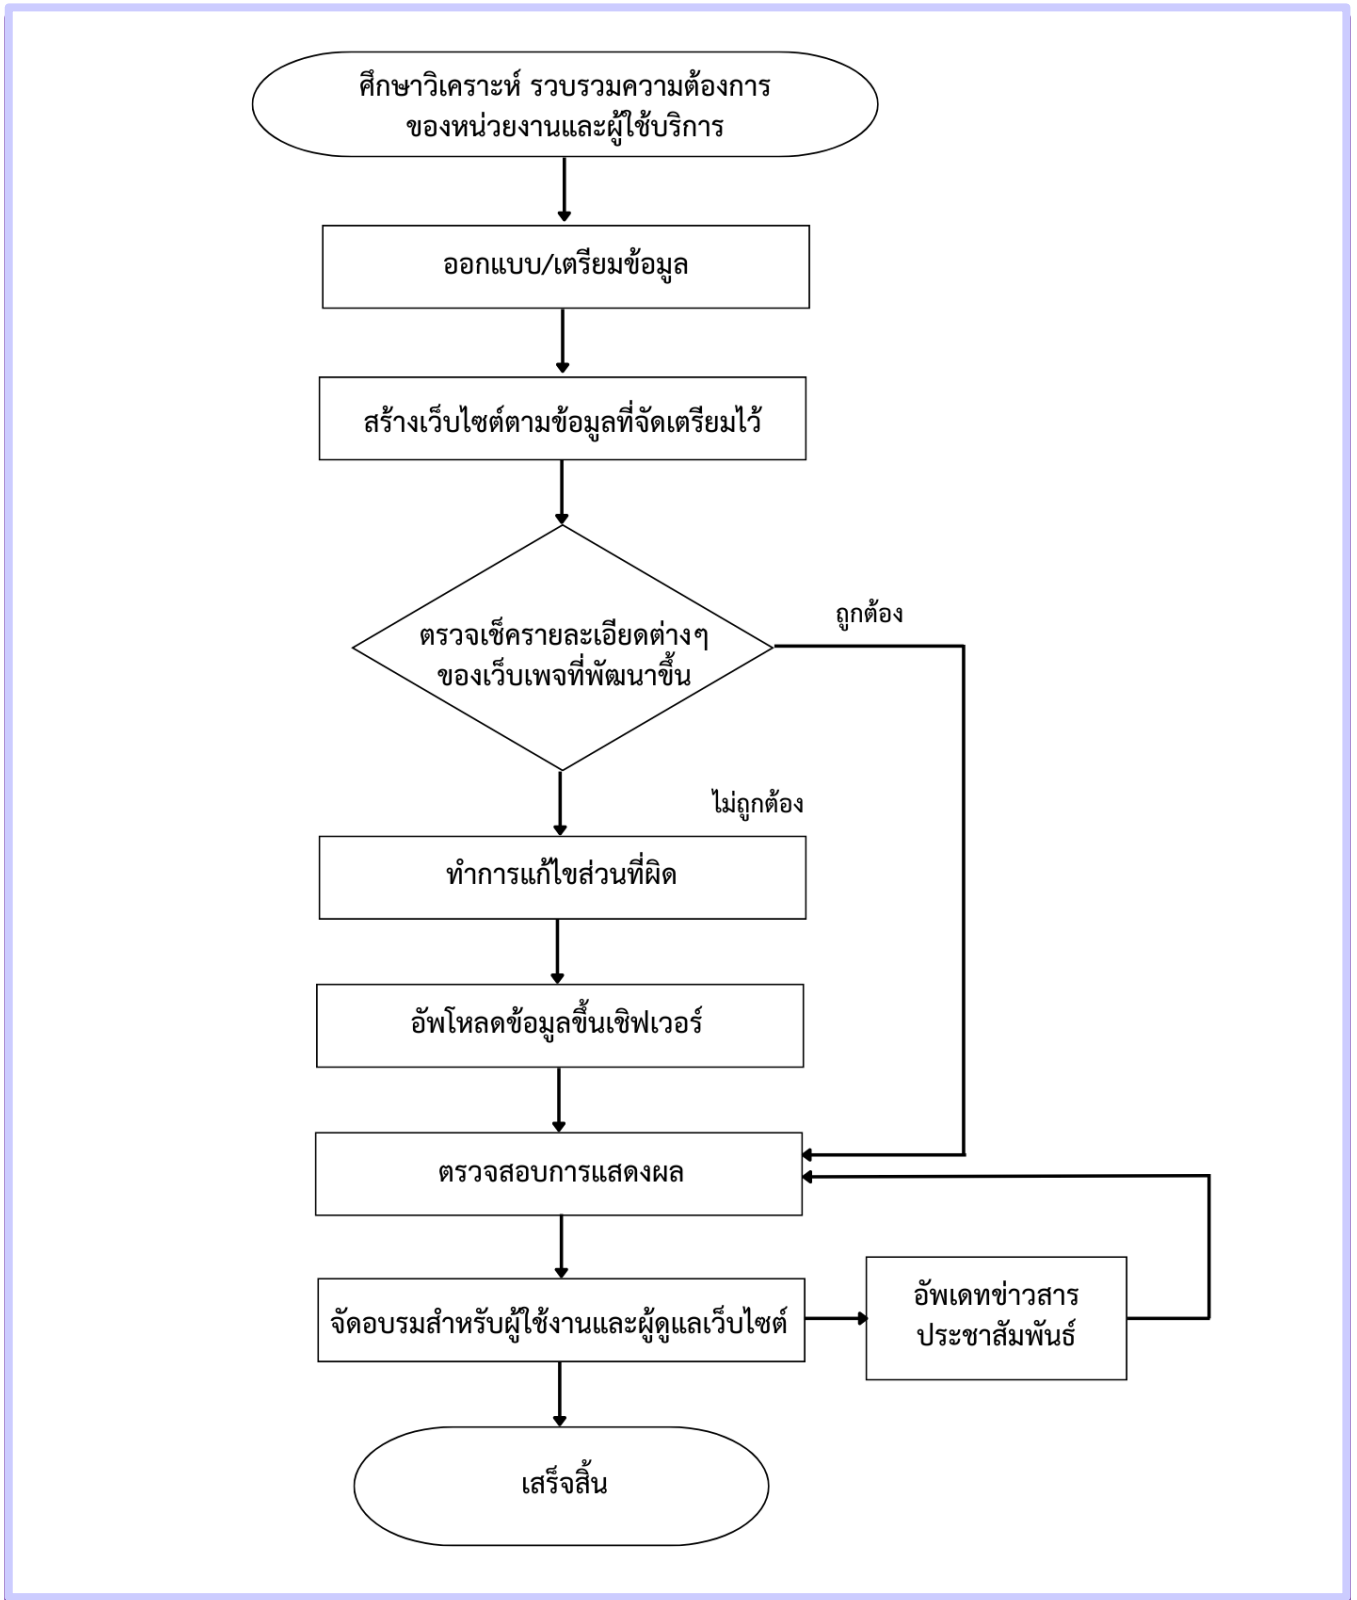 ศึกษาวิเคราะห์ รวบรวมความต้องการ
ของหน่วยงานและผู้ใช้บริการ
ออกแบบ/เตรียมข้อมูล
สร้างเว็บไซต์ตามข้อมูลที่จัดเตรียมไว้
ตรวจเช็ครายละเอียดต่างๆ
ของเว็บเพจที่พัฒนาขึ้น
ถูกต้อง
ไม่ถูกต้อง
ทำการแก้ไขส่วนที่ผิด
อัพโหลดข้อมูลขึ้นเชิฟเวอร์
ตรวจสอบการแสดงผล
จัดอบรมสำหรับผู้ใช้งานและผู้ดูแลเว็บไซต์
อัพเดทข่าวสาร
ประชาสัมพันธ์
เสร็จสิ้น